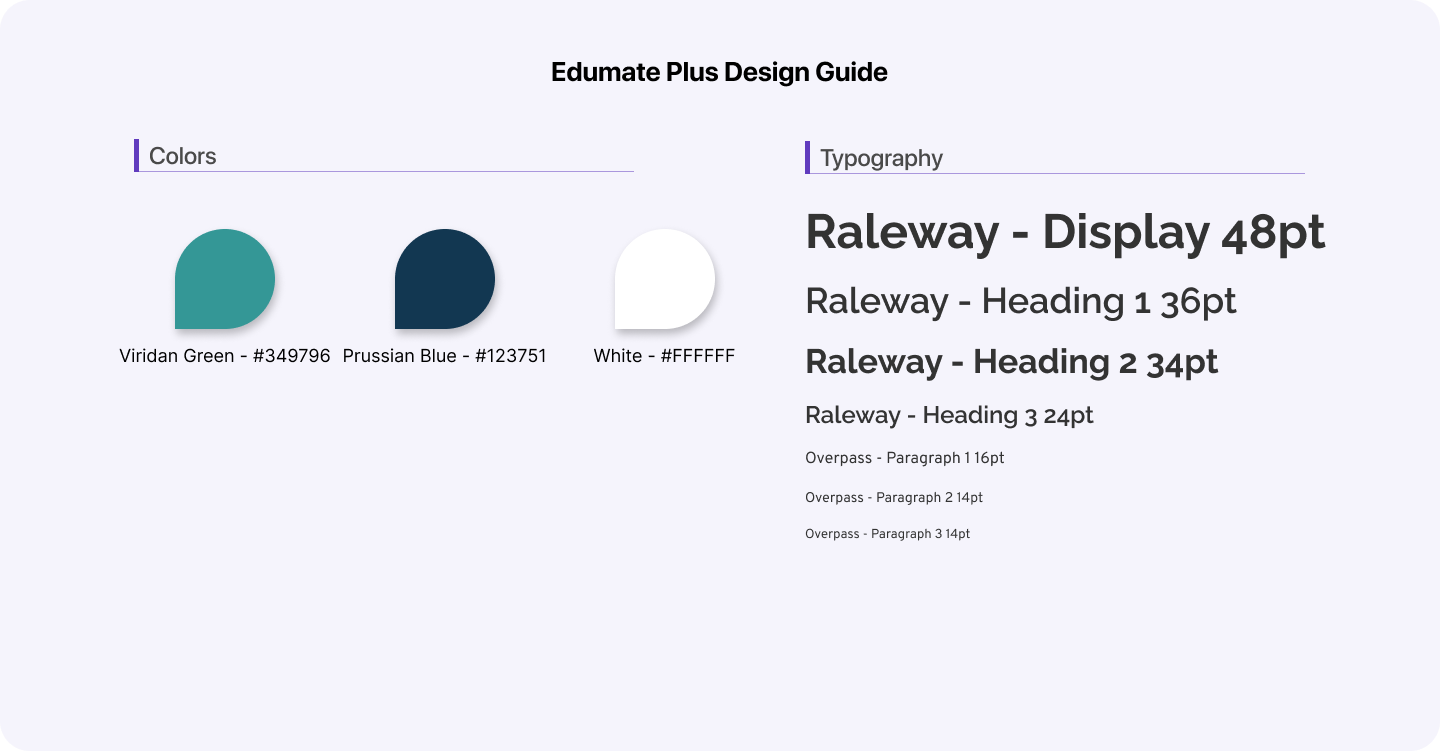 Edumate Plus Design Guide
Colors
Viridan Green - #349796
Prussian Blue - #123751
White - #FFFFFF
Typography
Raleway - Display 48pt
Raleway - Heading 1 36pt
Raleway - Heading 2 34pt
Raleway - Heading 3 24pt
Overpass - Paragraph 1 16pt
Overpass - Paragraph 2 14pt
Overpass - Paragraph 3 14pt